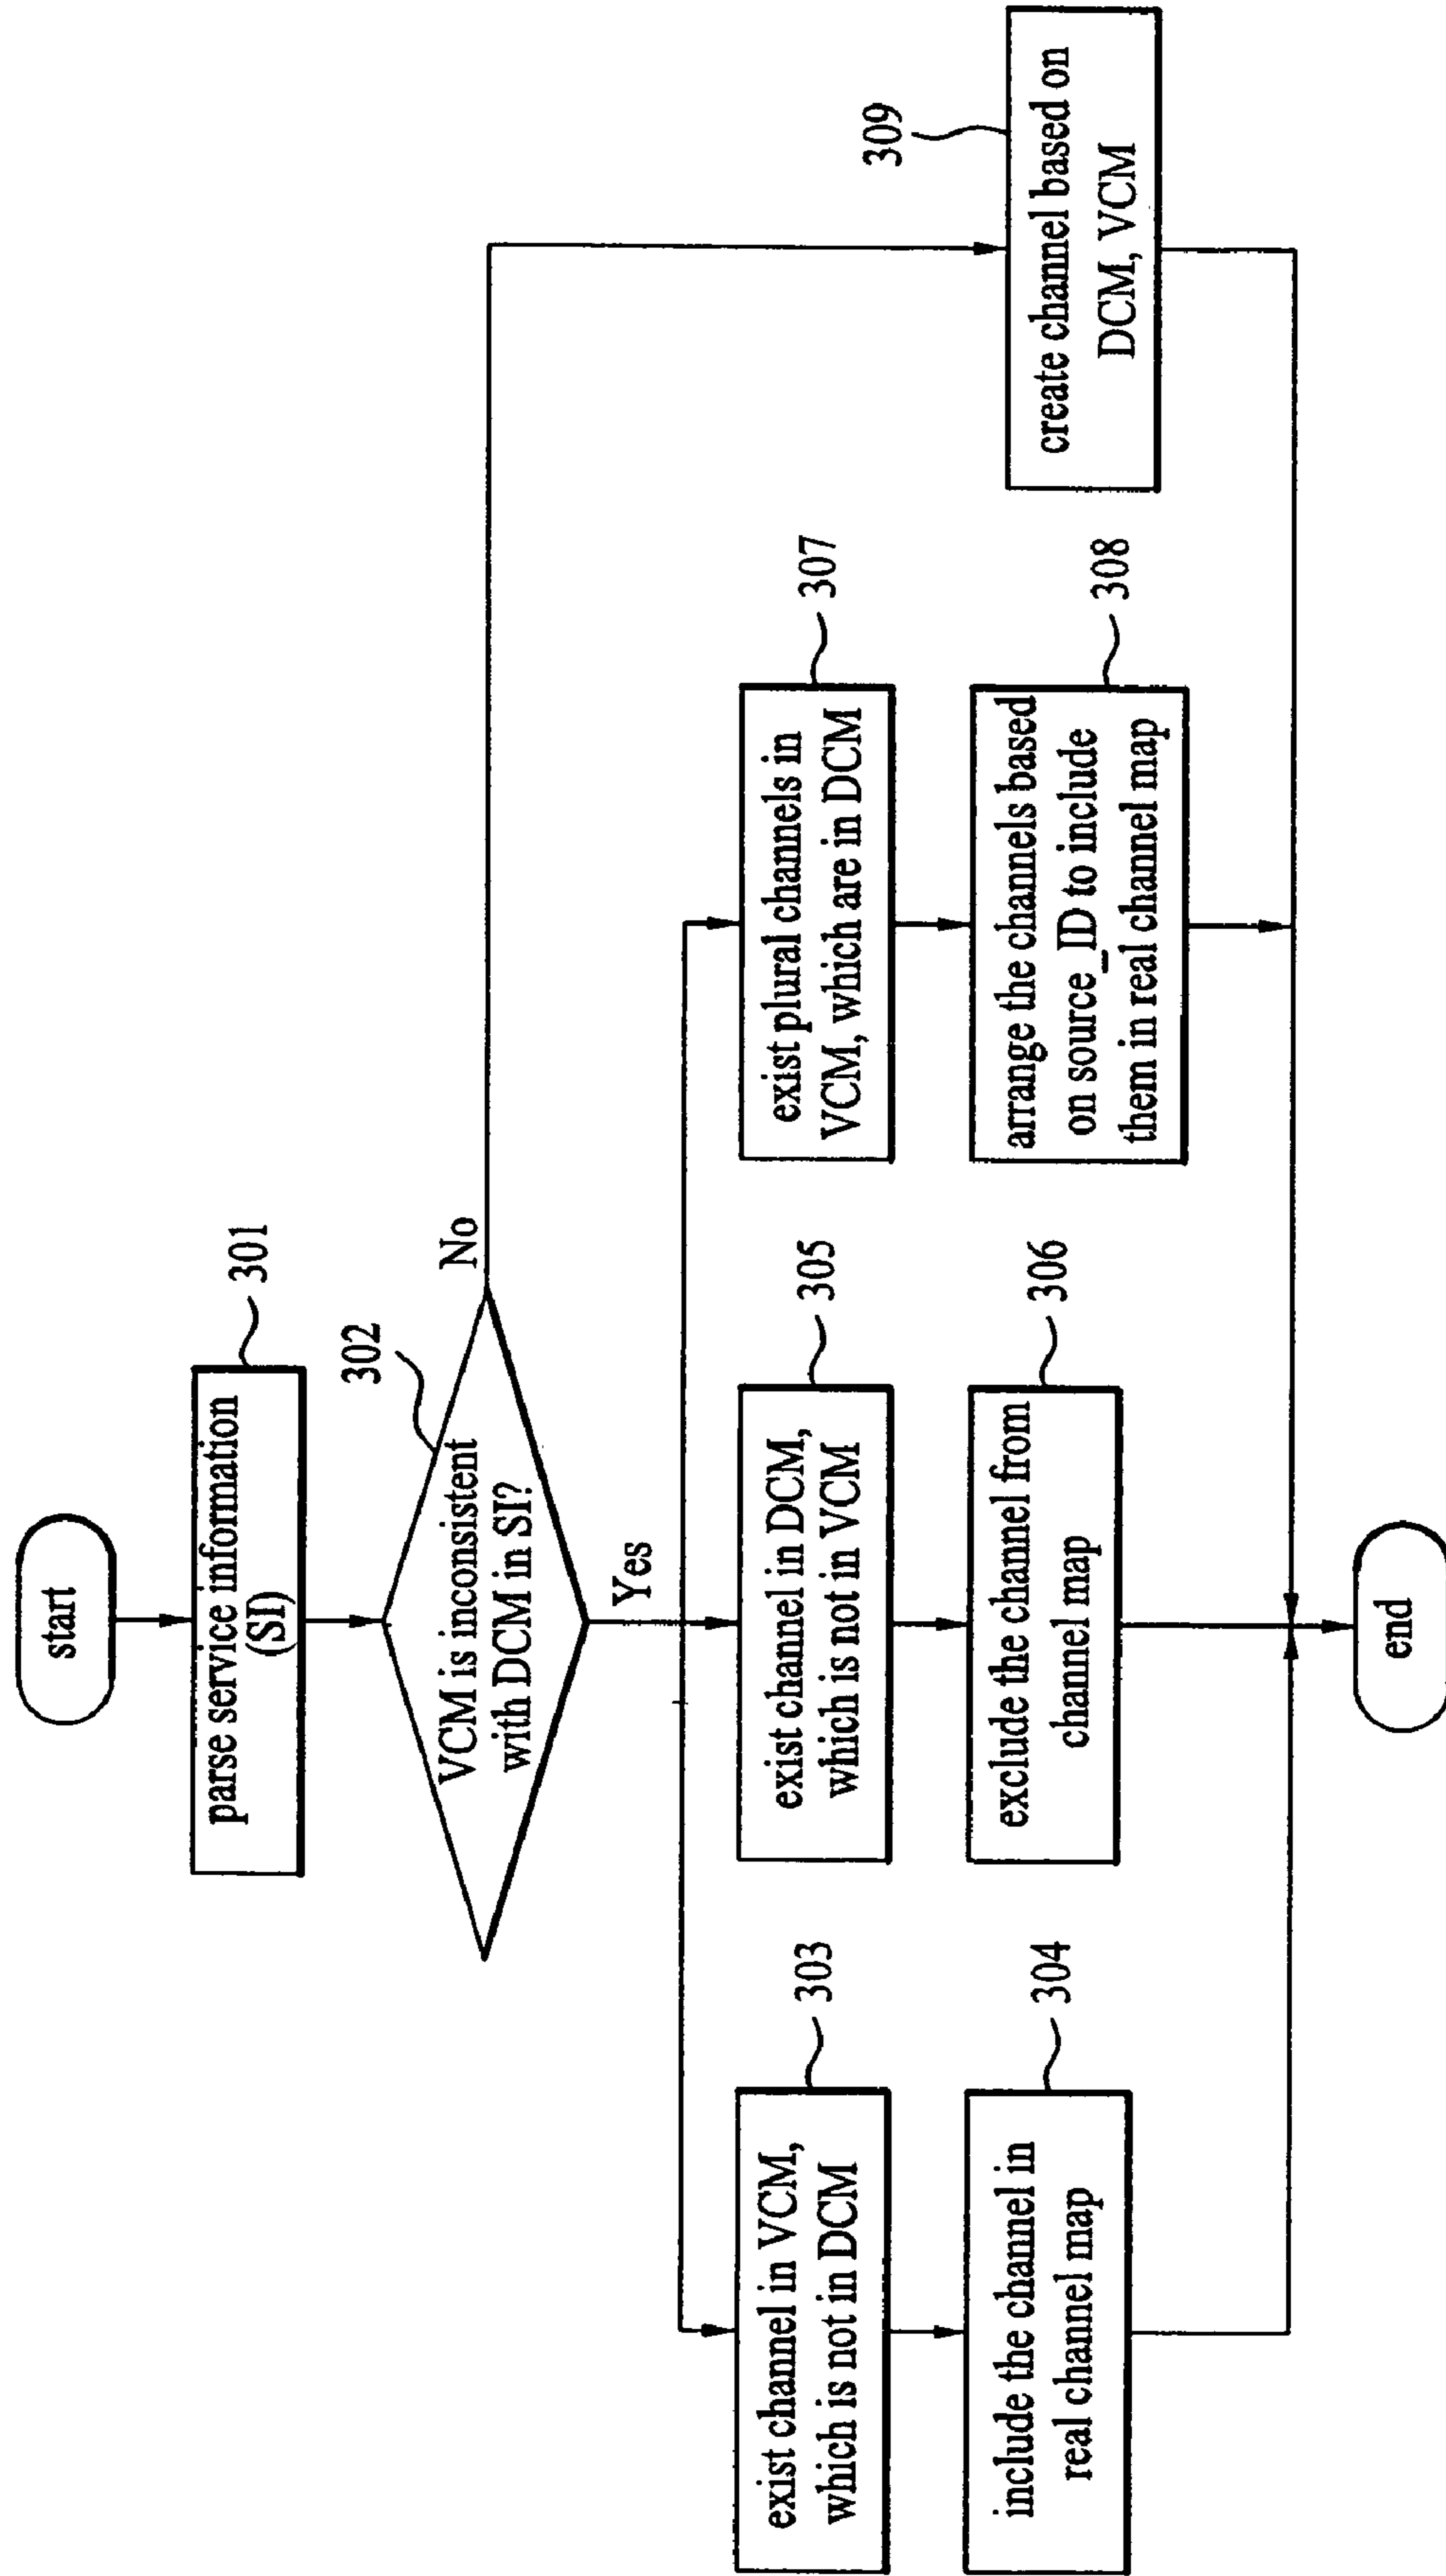 start
parse service information
(SI)
301
302
VCM is inconsistent
with DCM in SI?
No
Yes
exist channel in VCM,
which is not in DCM
303
include the channel in
real channel map
304
exist channel in DCM,
which is not in VCM
305
exclude the channel from
channel map
306
exist plural channels in
VCM, which are in DCM
307
arrange the channels based
on source_ID to include
them in real channel map
308
create channel based on
DCM, VCM
309
end